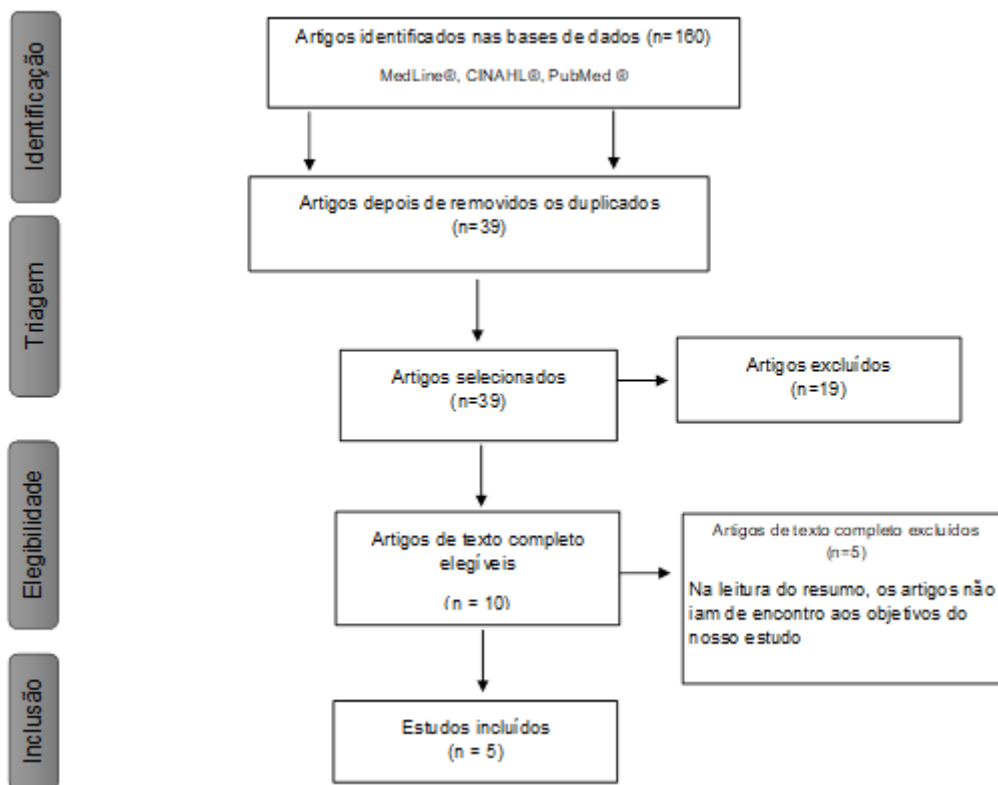 Identificação
Artigos identificados nas bases de dados (n=160)
MedLine®, CINAHL®, PubMed ®
Artigos depois de removidos os duplicados
(n=39)
Triagem
Artigos selecionados
(n=39)
Artigos excluídos
(n=19)
Elegibilidade
Artigos de texto completo
elegíveis
(n = 10)
Artigos de texto completo excluídos
(n=5)
Na leitura do resumo, os artigos não
iam de encontro aos objetivos do
nosso estudo
Inclusão
Estudos incluídos
(n = 5)